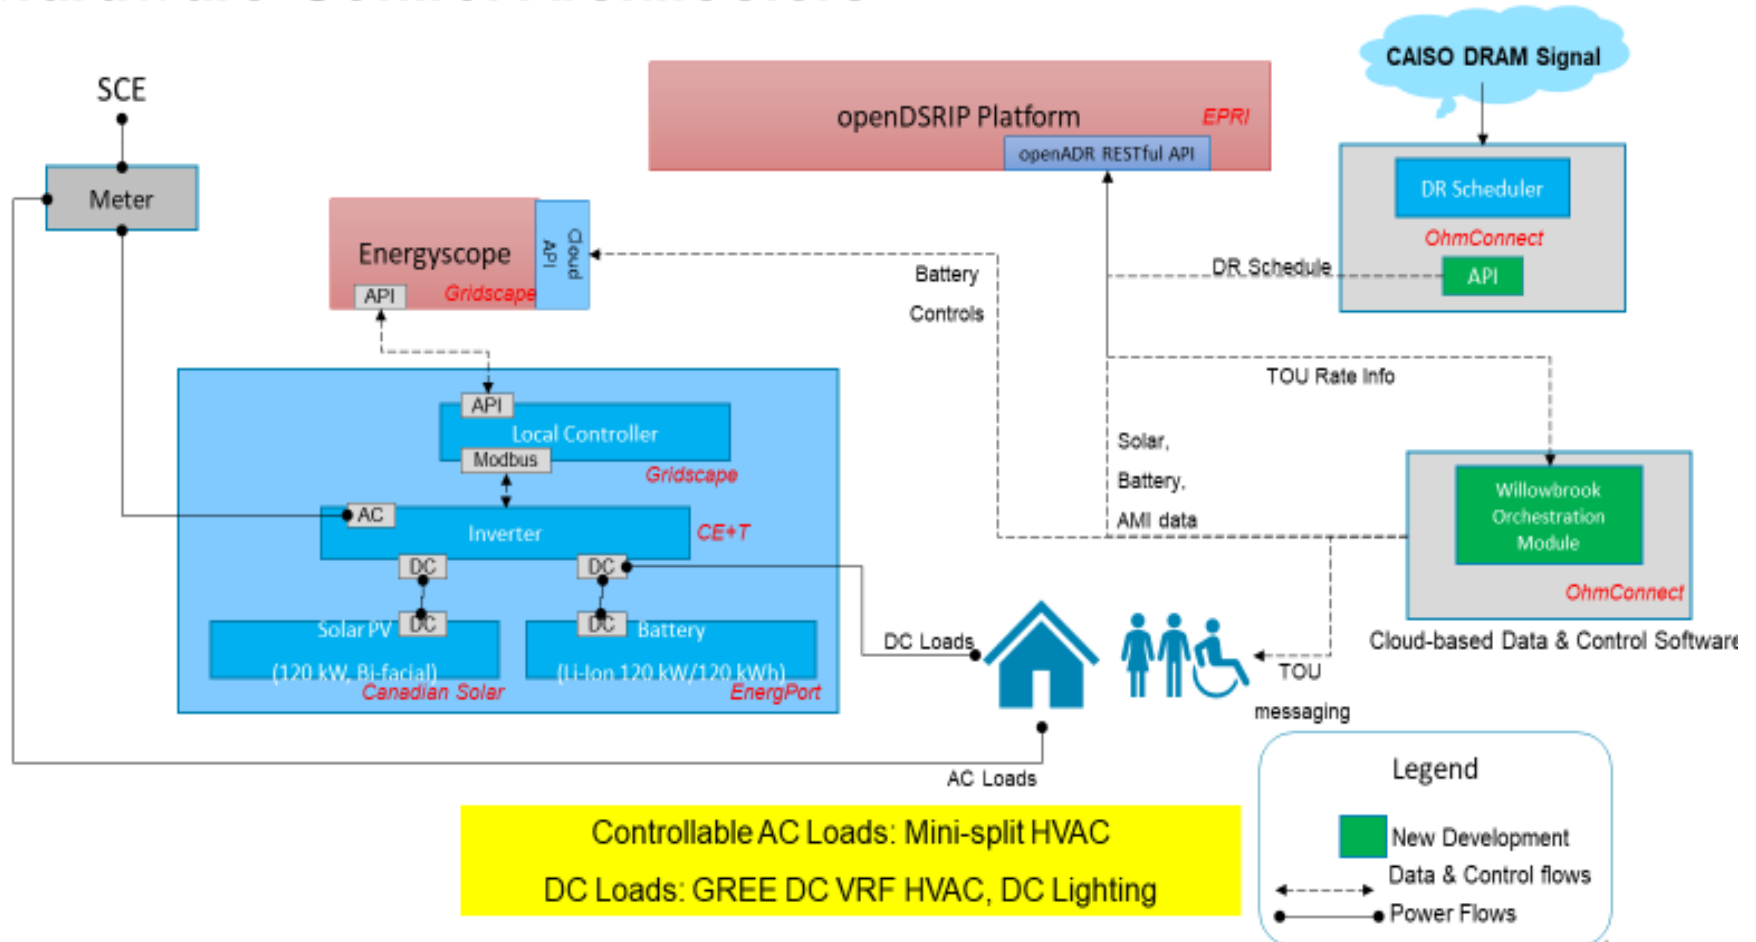 CAISO DRAM Signal
SCE
openDSRIP Platform
EPRI
openADR RESTful API
Meter
DR Scheduler
OhmConnect
API
Energyscope
Cloud
API
API
Gridscape
Battery
Controls
DR Schedule
TOU Rate Info
API
Local Controller
Modbus
Gridscape
Solar,
Battery,
AMI data
Willowbrook
Orchestration
Module
OhmConnect
Cloud-based Data & Control Software
AC
Inverter
CE+T
DC
DC
Solar PV
DC
DC
Battery
(120 kW, Bi-facial)
Canadian Solar
(Li-Ion 120 kW/120 kWh)
EnergPort
DC Loads
TOU
messaging
AC Loads
Controllable AC Loads: Mini-split HVAC
DC Loads: GREE DC VRF HVAC, DC Lighting
Legend
New Development
Data & Control flows
Power Flows